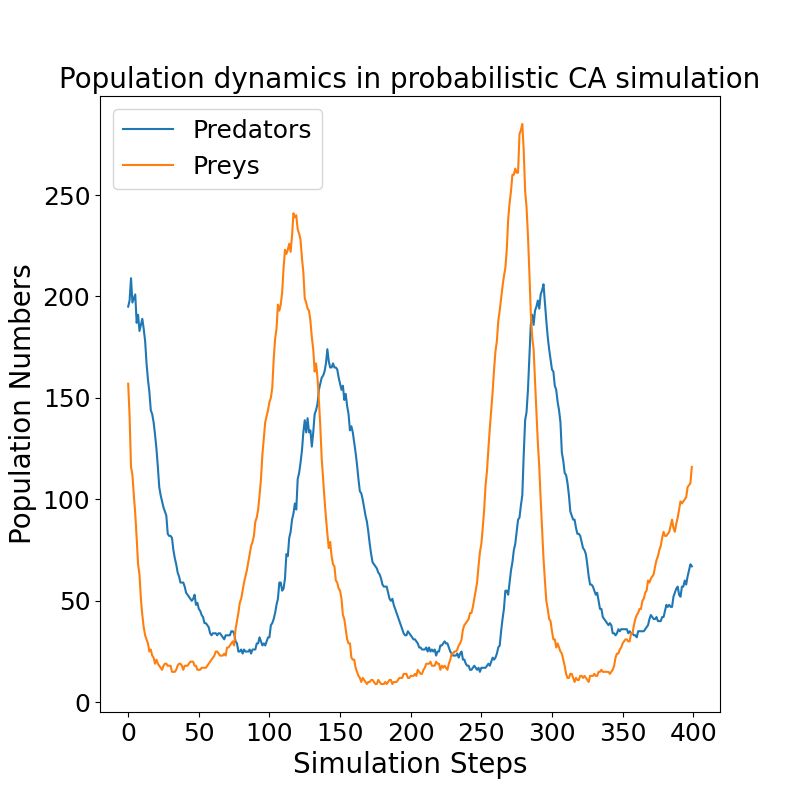 Population dynamics in probabilistic CA simulation
Predators
Preys
Population Numbers
250
200
150
100
50
0
0 50 100 150 200 250 300 350 400
Simulation Steps